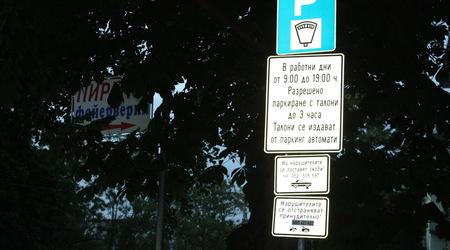 P
ПИР
фойерверки
В работни дни
от 9.00 до 19.00 ч.
Разрешено
паркиране с талони
до 3 часа
Талони се издават
от паркинг автомати
На нарушителите
се поставят скоби
Нарушителите
се отстраняват
принудително!